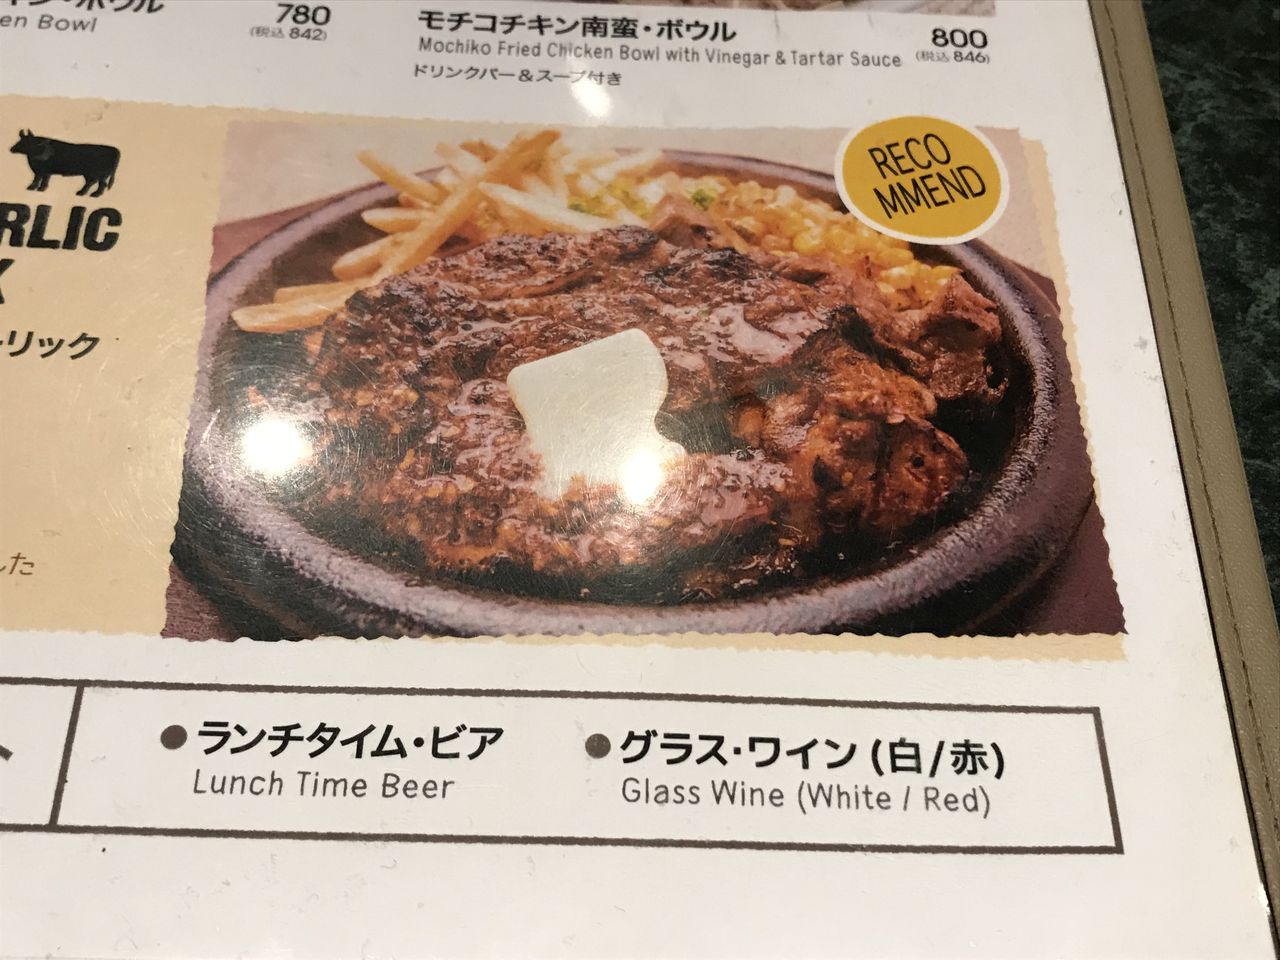 ボウル
en Bowl
780
(税込 842)
モチコチキン南蛮・ボウル
Mochiko Fried Chicken Bowl with Vinegar & Tartar Sauce
ドリンクバー&スープ付き
800
(税込 846)
RECO
MMEND
RLIC
リック
した
●ランチタイム・ビア
Lunch Time Beer
●グラス・ワイン (白/赤)
Glass Wine (White / Red)